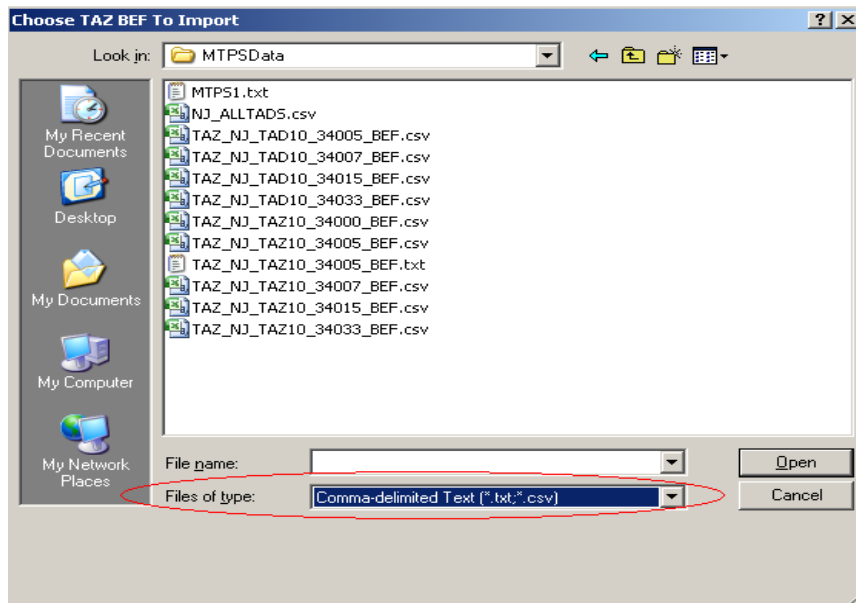 Choose TAZ BEF To Import
Look in:
MTPSData
My Recent
Documents
Desktop
My Documents
My Computer
My Network
Places
MTPS1.txt
NJ_ALLTADS.csv
TAZ_NJ_TAD10_34005_BEF.csv
TAZ_NJ_TAD10_34007_BEF.csv
TAZ_NJ_TAD10_34015_BEF.csv
TAZ_NJ_TAD10_34033_BEF.csv
TAZ_NJ_TAZ10_34000_BEF.csv
TAZ_NJ_TAZ10_34005_BEF.csv
TAZ_NJ_TAZ10_34005_BEF.txt
TAZ_NJ_TAZ10_34007_BEF.csv
TAZ_NJ_TAZ10_34015_BEF.csv
TAZ_NJ_TAZ10_34033_BEF.csv
File name:
Open
Files of type:
Comma-delimited Text (*.txt;*.csv)
Cancel